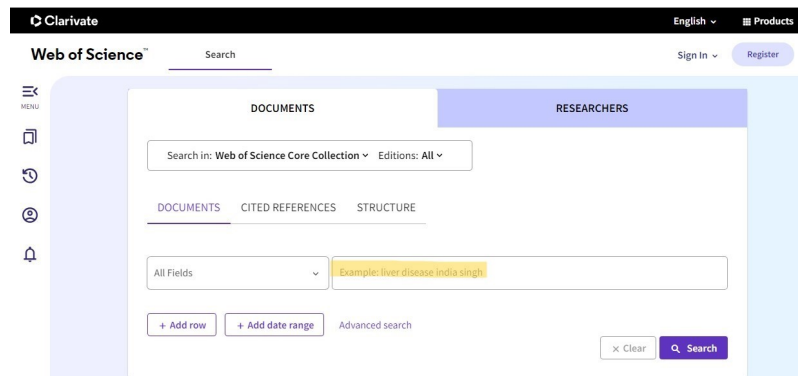 Clarivate English Products
Web of Science™ Search Sign In Register
MENU
DOCUMENTS RESEARCHERS
Search in: Web of Science Core Collection Editions: All
DOCUMENTS CITED REFERENCES STRUCTURE
All Fields Example: liver disease india singh
+ Add row + Add date range Advanced search
× Clear Search